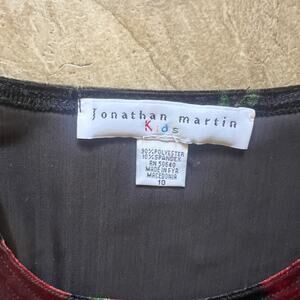 Jonathan martin
Kids
90% POLYESTER
10% SPANDEX
RN 50640
MADE IN FYR
MACEDONIA
10